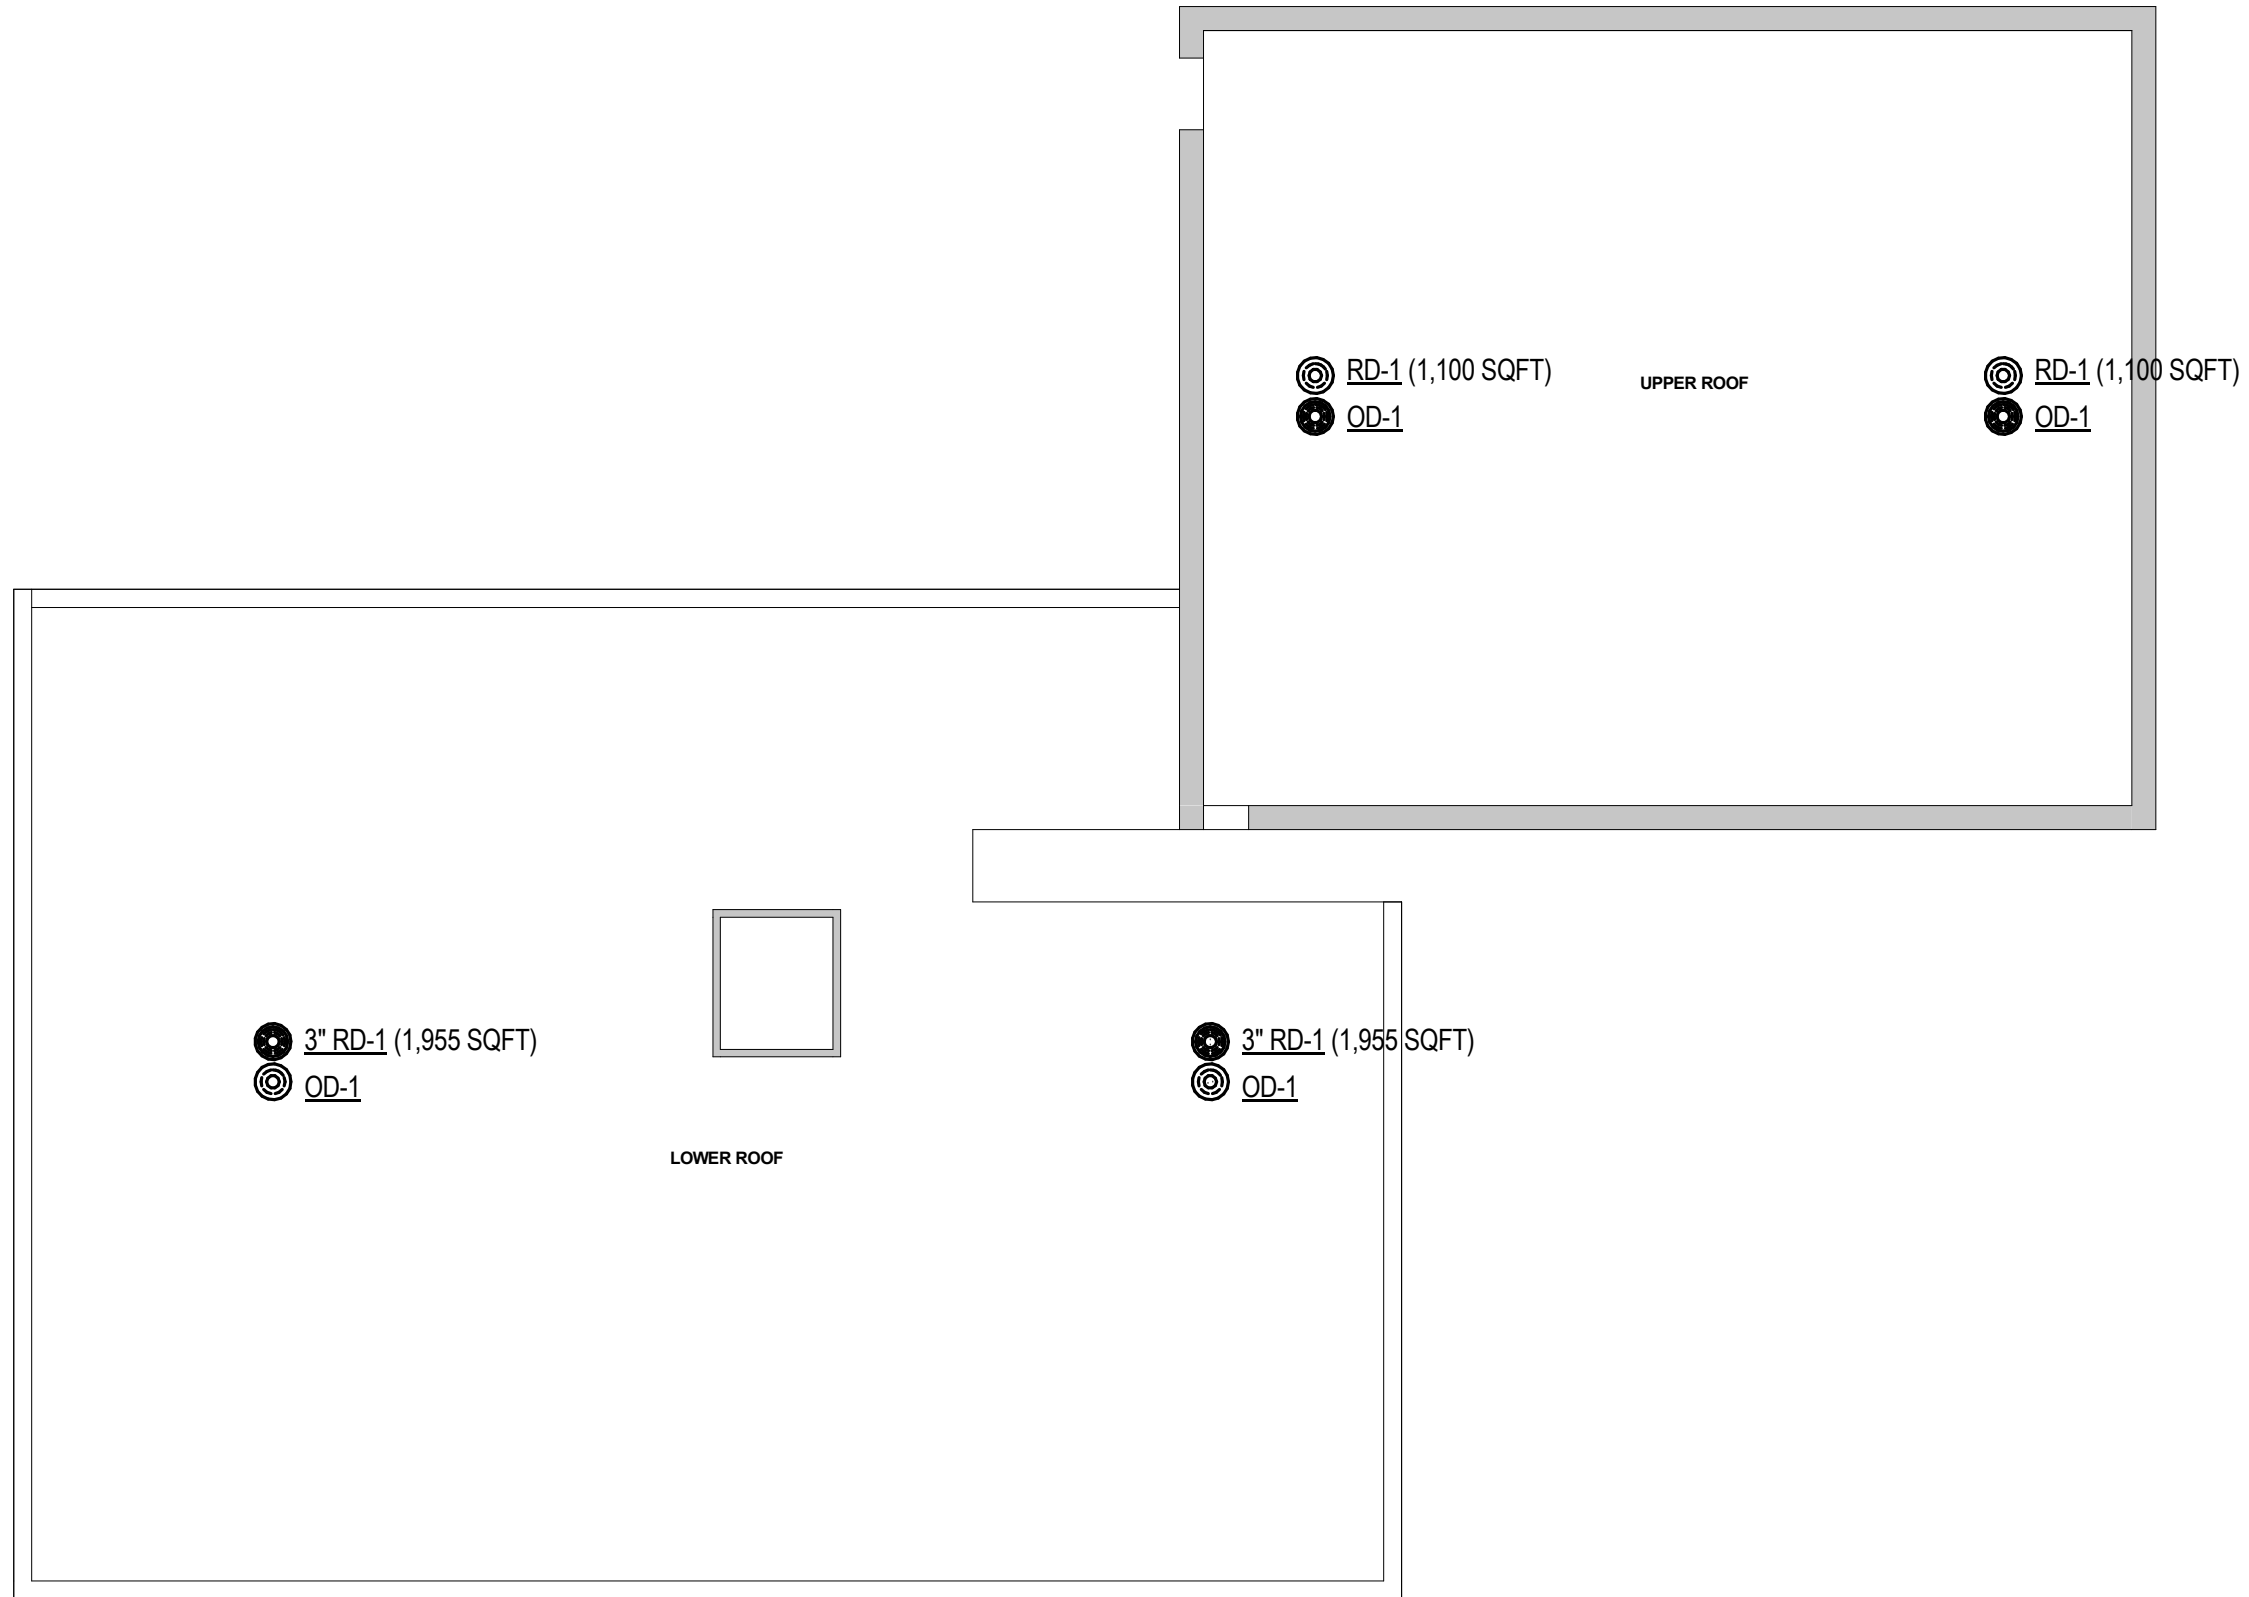 RD-1 (1,100 SQFT)
OD-1
UPPER ROOF
RD-1 (1,100 SQFT)
OD-1
3" RD-1 (1,955 SQFT)
OD-1
3" RD-1 (1,955 SQFT)
OD-1
LOWER ROOF